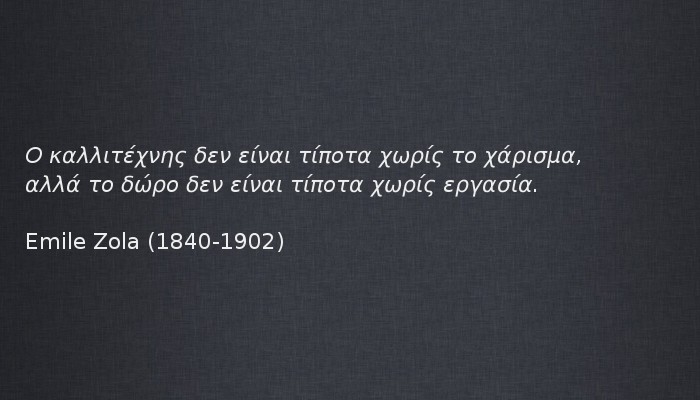 Ο καλλιτέχνης δεν είναι τίποτα χωρίς το χάρισμα,
αλλά το δώρο δεν είναι τίποτα χωρίς εργασία.
Emile Zola (1840-1902)